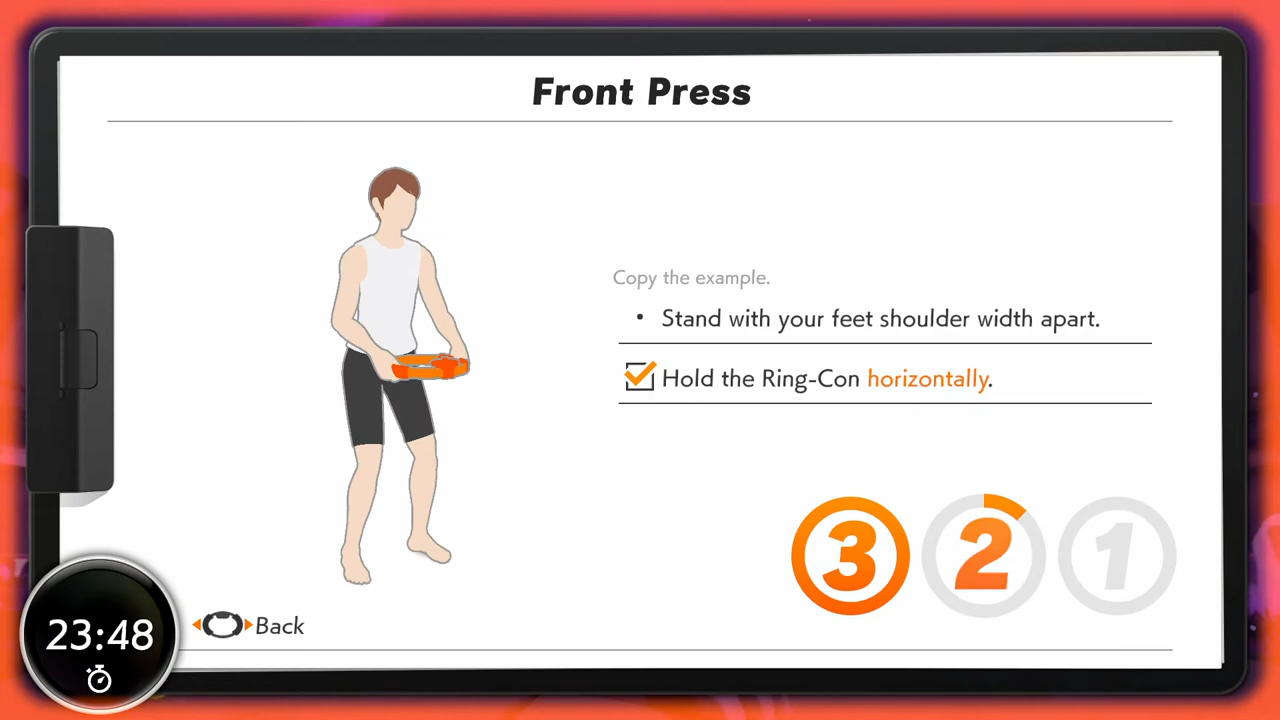 Front Press
Copy the example.
• Stand with your feet shoulder width apart.
Hold the Ring-Con horizontally.
3 2 1
23:48
Back